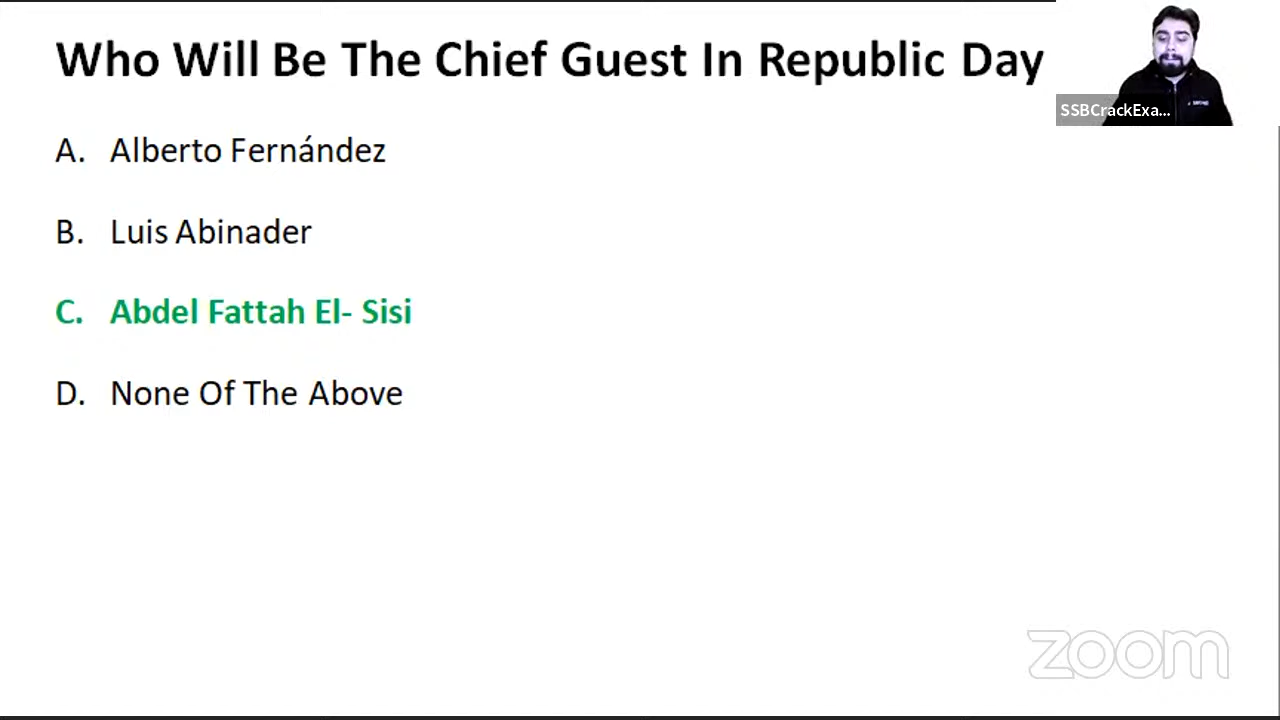 Who Will Be The Chief Guest In Republic Day
SSBCrackExa...
A. Alberto Fernández
B. Luis Abinader
C. Abdel Fattah El- Sisi
D. None Of The Above
zoom